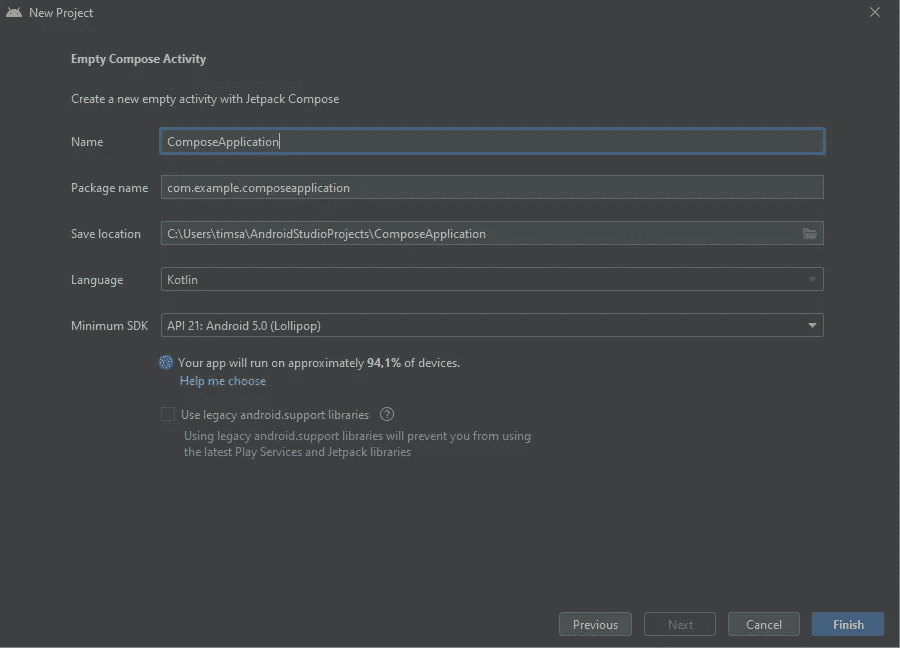 New Project
Empty Compose Activity
Create a new empty activity with Jetpack Compose
Name ComposeApplication
Package name com.example.composeapplication
Save location C:\Users\timsa\AndroidStudioProjects\ComposeApplication
Language Kotlin
Minimum SDK API 21: Android 5.0 (Lollipop)
Your app will run on approximately 94,1% of devices.
Help me choose
Use legacy android.support libraries ?
Using legacy android.support libraries will prevent you from using
the latest Play Services and Jetpack libraries
Previous Next Cancel Finish